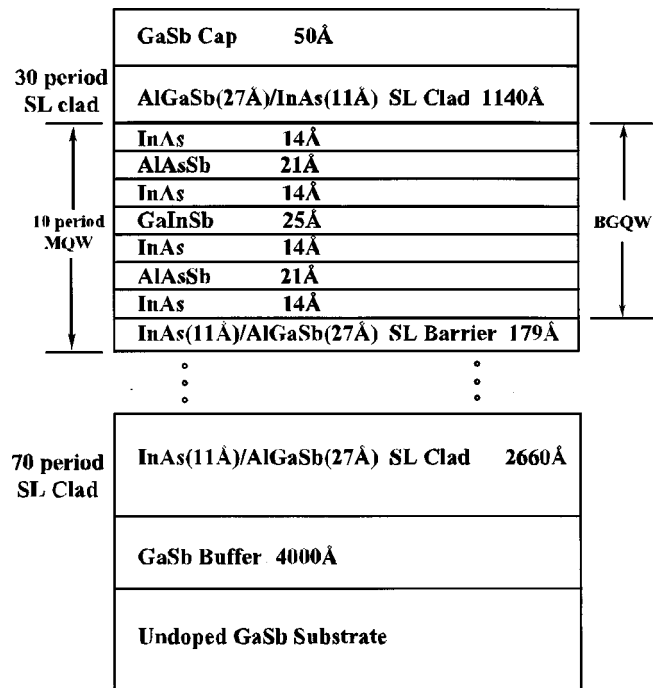 GaSb Cap 50Å
30 period
SL clad
AlGaSb(27Å)/InAs(11Å) SL Clad 1140Å
InAs 14Å
AlAsSb 21Å
InAs 14Å
10 period
MQW
GaInSb 25Å
BGQW
InAs 14Å
AlAsSb 21Å
InAs 14Å
InAs(11Å)/AlGaSb(27Å) SL Barrier 179Å
70 period
SL Clad
InAs(11Å)/AlGaSb(27Å) SL Clad 2660Å
GaSb Buffer 4000Å
Undoped GaSb Substrate